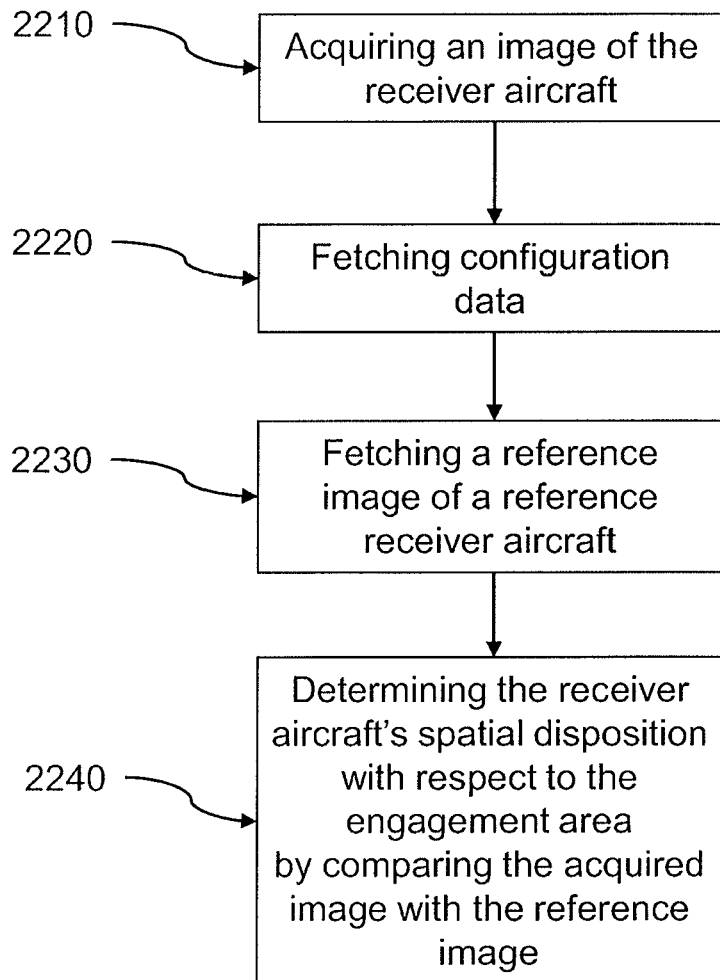 2210
Acquiring an image of the
receiver aircraft
2220
Fetching configuration
data
2230
Fetching a reference
image of a reference
receiver aircraft
2240
Determining the receiver
aircraft's spatial disposition
with respect to the
engagement area
by comparing the acquired
image with the reference
image